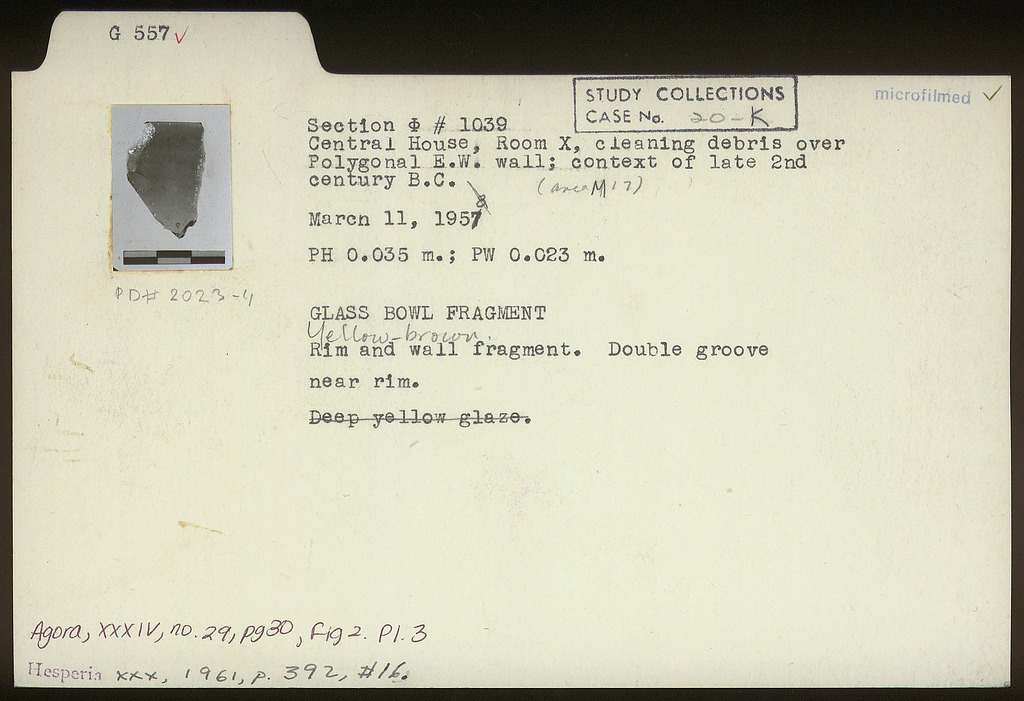 G 557 ✓
STUDY COLLECTIONS
CASE No. 20-K
microfilmed ✓
Section Φ # 1039
Central House, Room X, cleaning debris over
Polygonal E.W. wall; context of late 2nd
century B.C. (area M 17)
8
March 11, 1957
PH 0.035 m.; PW 0.023 m.
PD# 2023-4
GLASS BOWL FRAGMENT
Yellow-brown.
Rim and wall fragment. Double groove
near rim.
Deep yellow glaze.
Agora, XXXIV, no. 29, pg 30, fig 2. Pl. 3
Hesperia xxx, 1961, p. 392, #16.